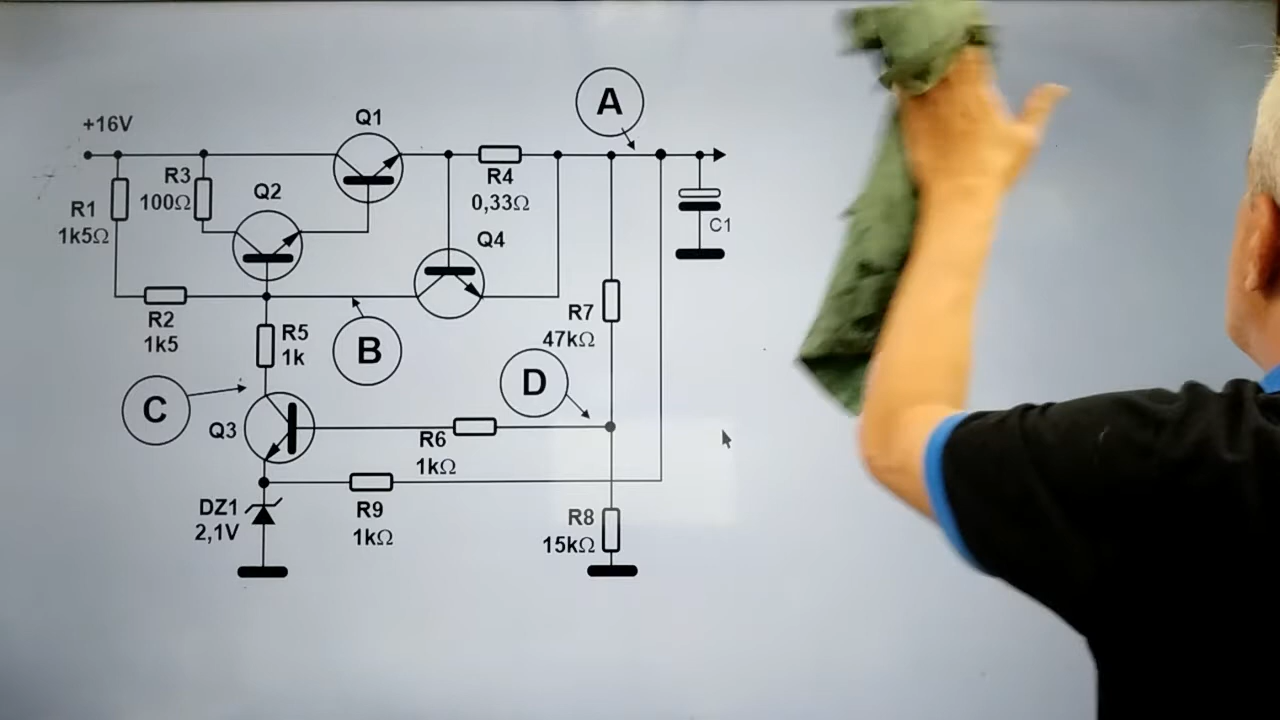 +16V
Q1
A
R3
100Ω
Q2
R4
0,33Ω
R1
1k5Ω
C1
Q4
R2
1k5
R5
1k
B
R7
47kΩ
D
C
Q3
R6
1kΩ
DZ1
2,1V
R9
1kΩ
R8
15kΩ